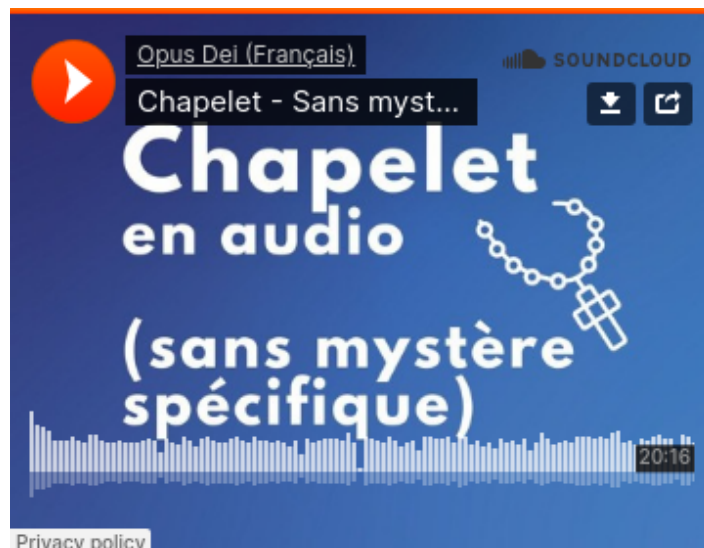 Opus Dei (Français)
SOUNDCLOUD
Chapelet - Sans myst...
Chapelet
en audio
(sans mystère
spécifique)
20:16
Privacy policy